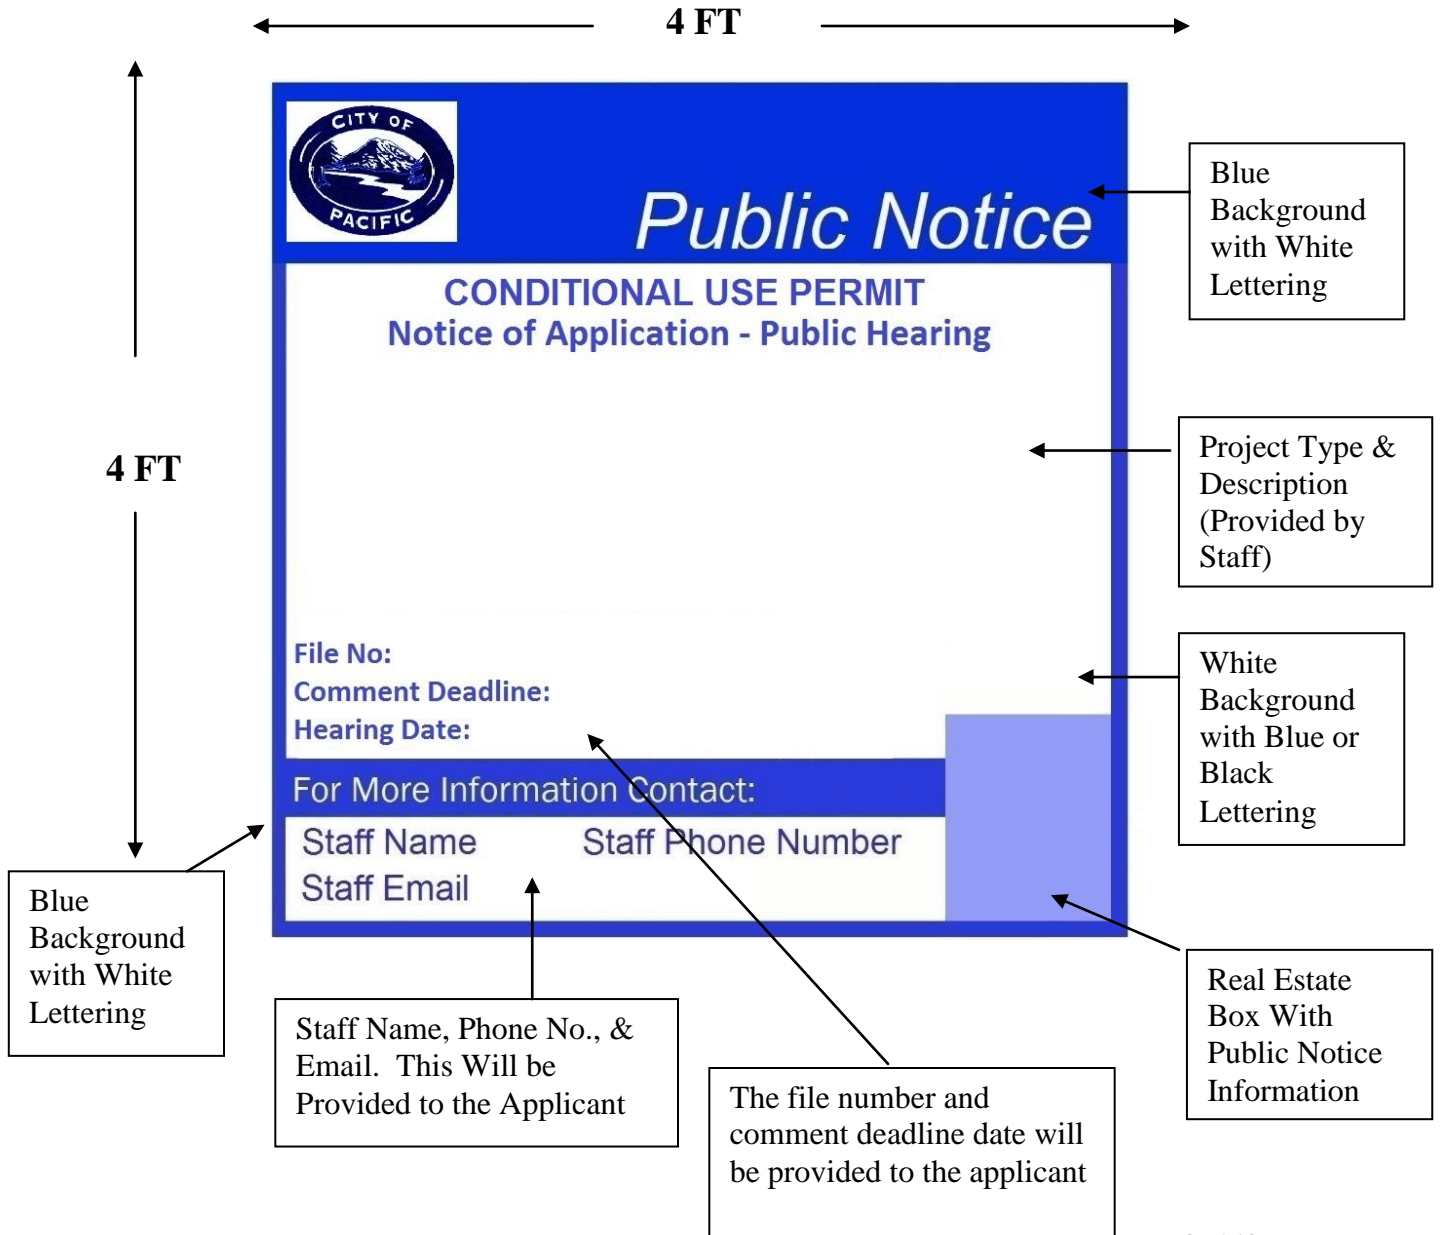 4 FT
CITY OF
PACIFIC
Public Notice
Blue
Background
with White
Lettering
CONDITIONAL USE PERMIT
Notice of Application - Public Hearing
4 FT
Project Type &
Description
(Provided by
Staff)
File No:
Comment Deadline:
Hearing Date:
White
Background
with Blue or
Black
Lettering
For More Information Contact:
Staff Name Staff Phone Number
Staff Email
Blue
Background
with White
Lettering
Staff Name, Phone No., &
Email. This Will be
Provided to the Applicant
The file number and
comment deadline date will
be provided to the applicant
Real Estate
Box With
Public Notice
Information